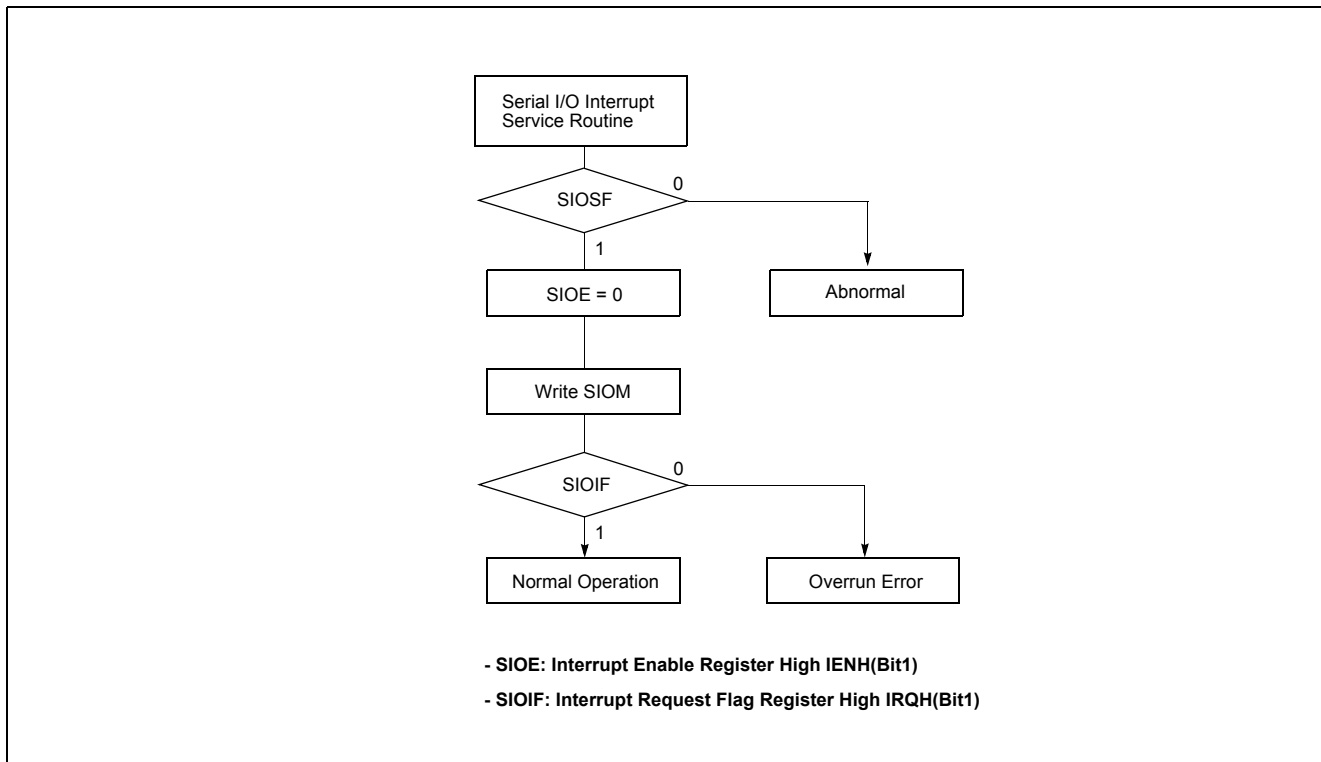 Serial I/O Interrupt
Service Routine
SIOSF
0
1
SIOE = 0
Abnormal
Write SIOM
SIOIF
0
1
Normal Operation
Overrun Error
- SIOE: Interrupt Enable Register High IENH(Bit1)
- SIOIF: Interrupt Request Flag Register High IRQH(Bit1)